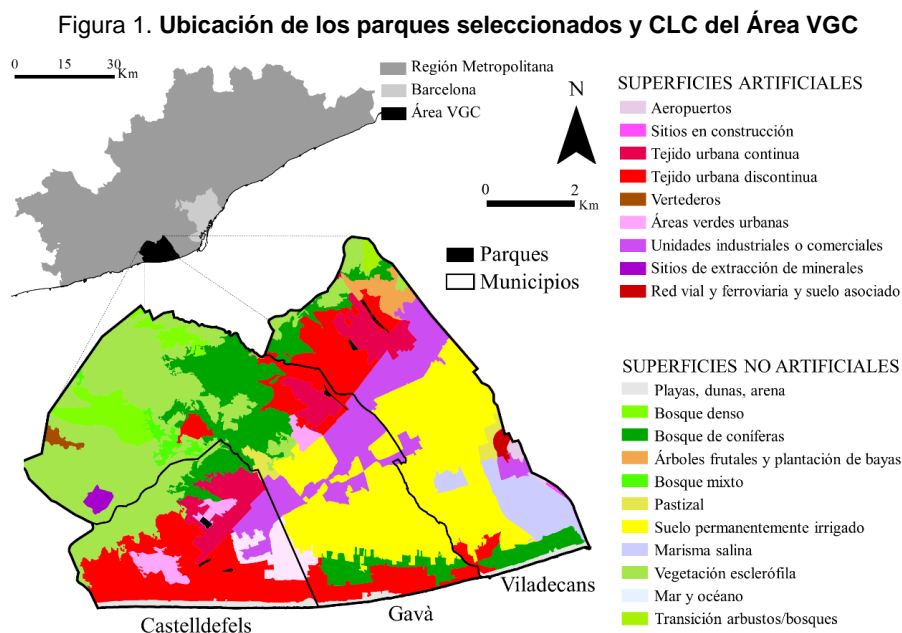 Figura 1. Ubicación de los parques seleccionados y CLC del Área VGC
0 15 30
Km
Región Metropolitana
Barcelona
Área VGC
N
0 2
Km
Parques
Municipios
Castelldefels
Gavà
Viladecans
SUPERFICIES ARTIFICIALES
Aeropuertos
Sitios en construcción
Tejido urbana continua
Tejido urbana discontinua
Vertederos
Áreas verdes urbanas
Unidades industriales o comerciales
Sitios de extracción de minerales
Red vial y ferroviaria y suelo asociado
SUPERFICIES NO ARTIFICIALES
Playas, dunas, arena
Bosque denso
Bosque de coníferas
Árboles frutales y plantación de bayas
Bosque mixto
Pastizal
Suelo permanentemente irrigado
Marisma salina
Vegetación esclerófila
Mar y océano
Transición arbustos/bosques